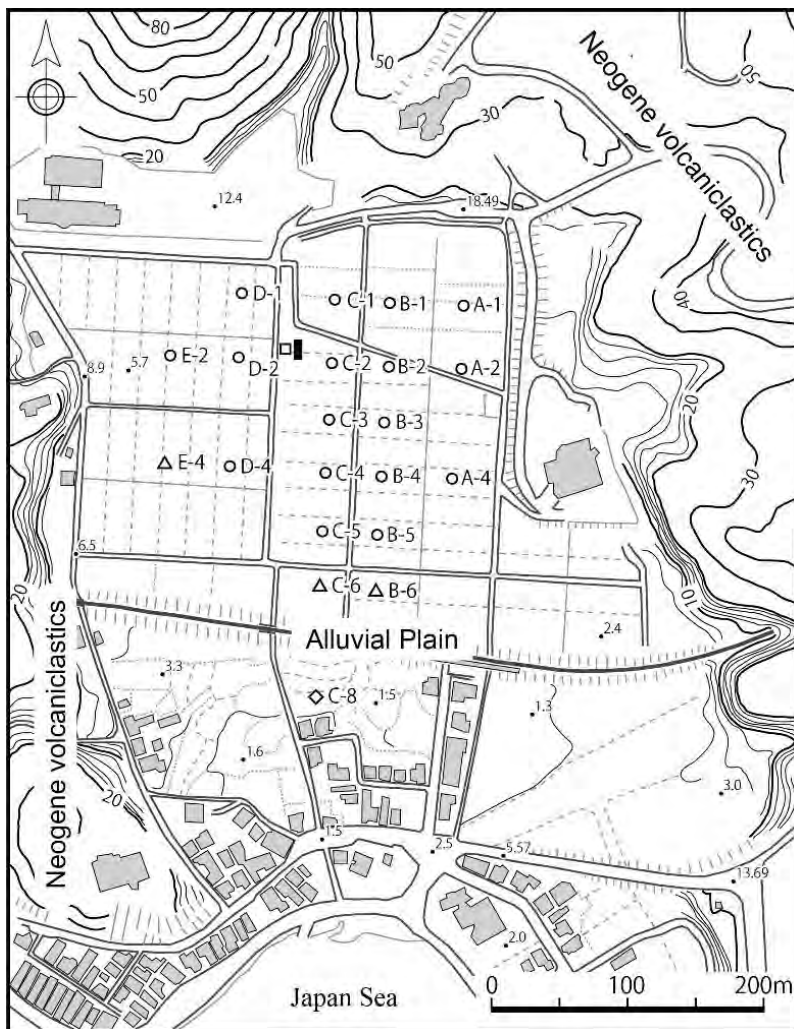 80
50
50
50
20
30
Neogene volcaniclastics
12.4
18.49
D-1
C-1
B-1
A-1
40
E-2
D-2
C-2
B-2
A-2
8.9
5.7
20
C-3
B-3
E-4
D-4
C-4
B-4
A-4
30
C-5
B-5
6.5
20
C-6
B-6
10
Neogene volcaniclastics
Alluvial Plain
2.4
3.3
C-8
1.5
1.3
1.6
20
3.0
1.5
2.5
5.57
13.69
2.0
Japan Sea
0 100 200m